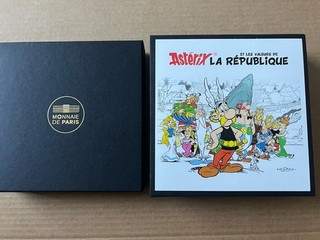 MONNAIE
DE PARIS
Astérix
ET LES VALEURS DE
LA RÉPUBLIQUE